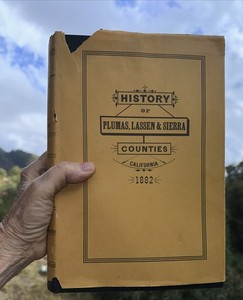 HISTORY
OF
PLUMAS, LASSEN & SIERRA
COUNTIES
CALIFORNIA
1882